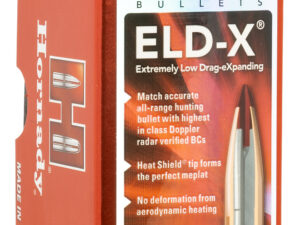 BULLETS
ELD-X®
Extremely Low Drag-eXpanding
• Match accurate
all-range hunting
bullet with highest
in class Doppler
radar verified BCs
• Heat Shield® tip forms
the perfect meplat
• No deformation from
aerodynamic heating
H
Hornady
MADE IN